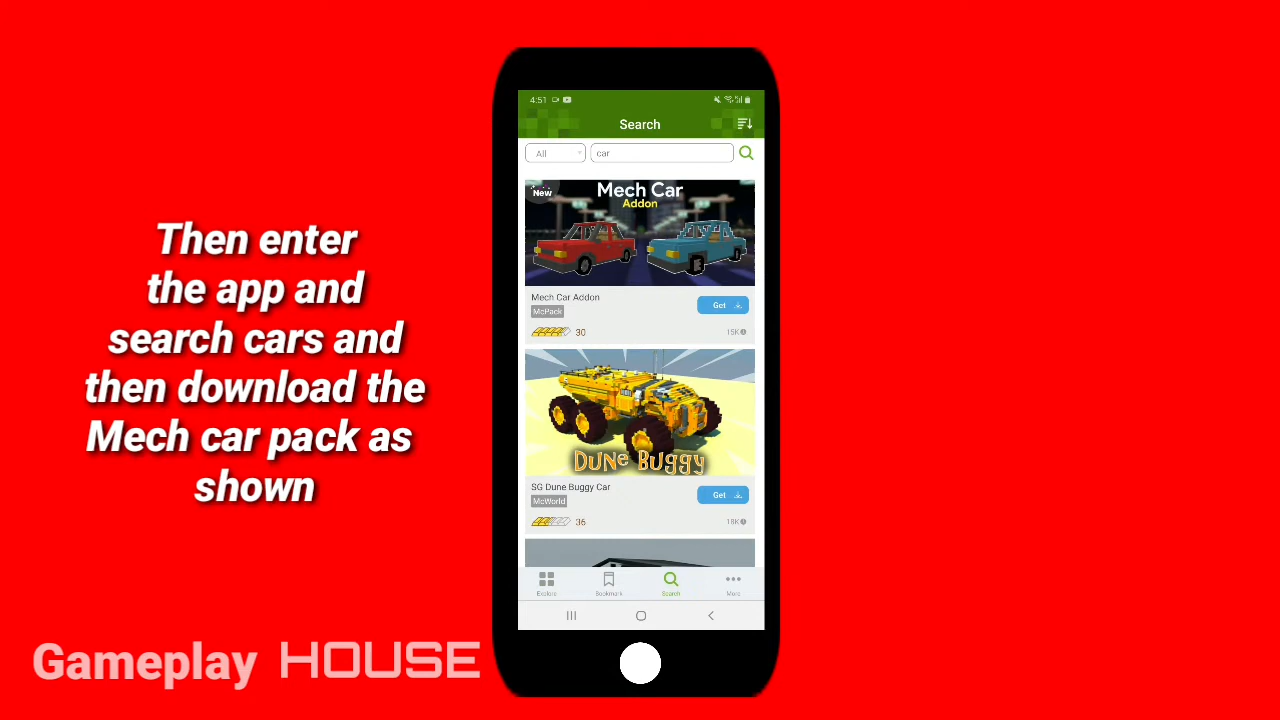 Then enter
the app and
search cars and
then download the
Mech car pack as
shown
Gameplay HOUSE
4:51
Search
All
car
New
Mech Car
Addon
Mech Car Addon
Get
McPack
30
15K
DUNE BUGGY
SG Dune Buggy Car
Get
McWorld
36
18K
Explore
Bookmark
Search
More